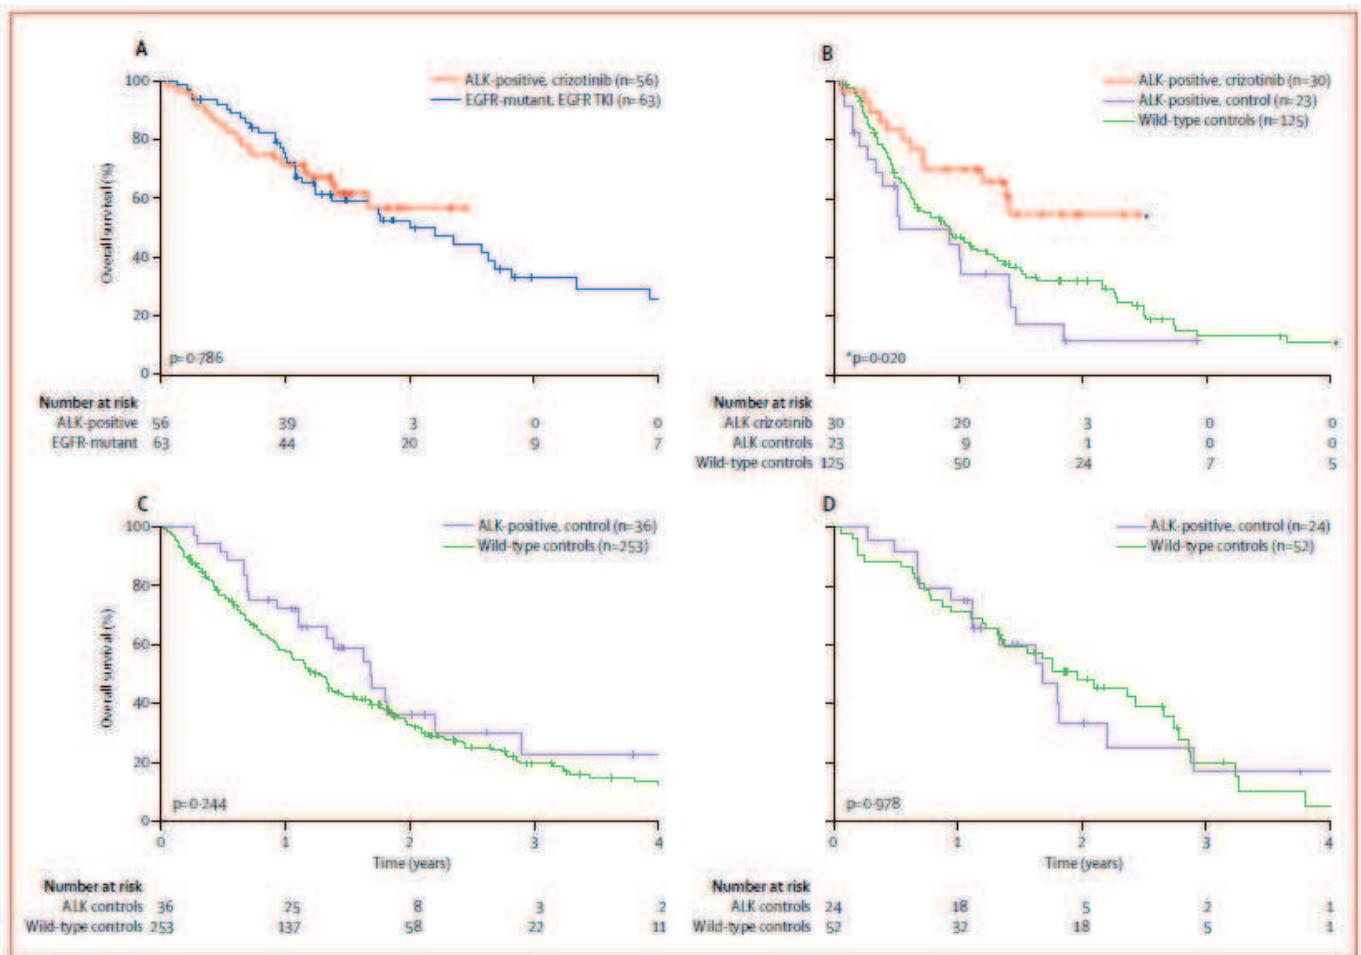 A
ALK-positive, crizotinib (n=56)
EGFR-mutant, EGFR TKI (n=63)
100
80
60
40
20
0
Overall survival (%)
p=0·786
Number at risk
ALK-positive 56 39 3 0 0
EGFR-mutant 63 44 20 9 7
B
ALK-positive, crizotinib (n=30)
ALK-positive, control (n=23)
Wild-type controls (n=125)
*
*
*p=0·020
Number at risk
ALK crizotinib 30 20 3 0 0
ALK controls 23 9 1 0 0
Wild-type controls 125 50 24 7 5
C
ALK-positive, control (n=36)
Wild-type controls (n=253)
100
80
60
40
20
0
Overall survival (%)
p=0·244
0 1 2 3 4
Time (years)
Number at risk
ALK controls 36 25 8 3 2
Wild-type controls 253 137 58 22 11
D
ALK-positive, control (n=24)
Wild-type controls (n=52)
p=0·978
0 1 2 3 4
Time (years)
Number at risk
ALK controls 24 18 5 2 1
Wild-type controls 52 32 18 5 1